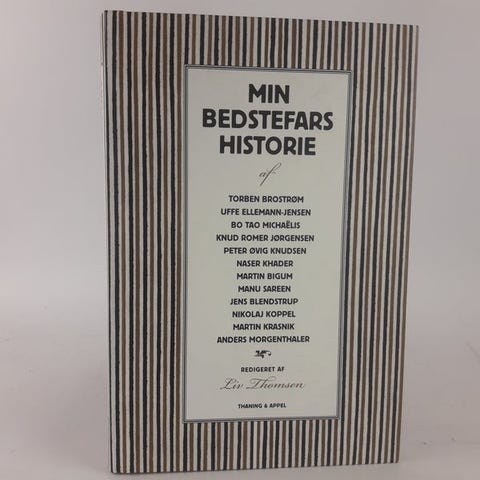 MIN
BEDSTEFARS
HISTORIE
af
TORBEN BROSTRØM
UFFE ELLEMANN-JENSEN
BO TAO MICHAËLIS
KNUD ROMER JØRGENSEN
PETER ØVIG KNUDSEN
NASER KHADER
MARTIN BIGUM
MANU SAREEN
JENS BLENDSTRUP
NIKOLAJ KOPPEL
MARTIN KRASNIK
ANDERS MORGENTHALER
REDIGERET AF
Liv Thomsen
THANING & APPEL